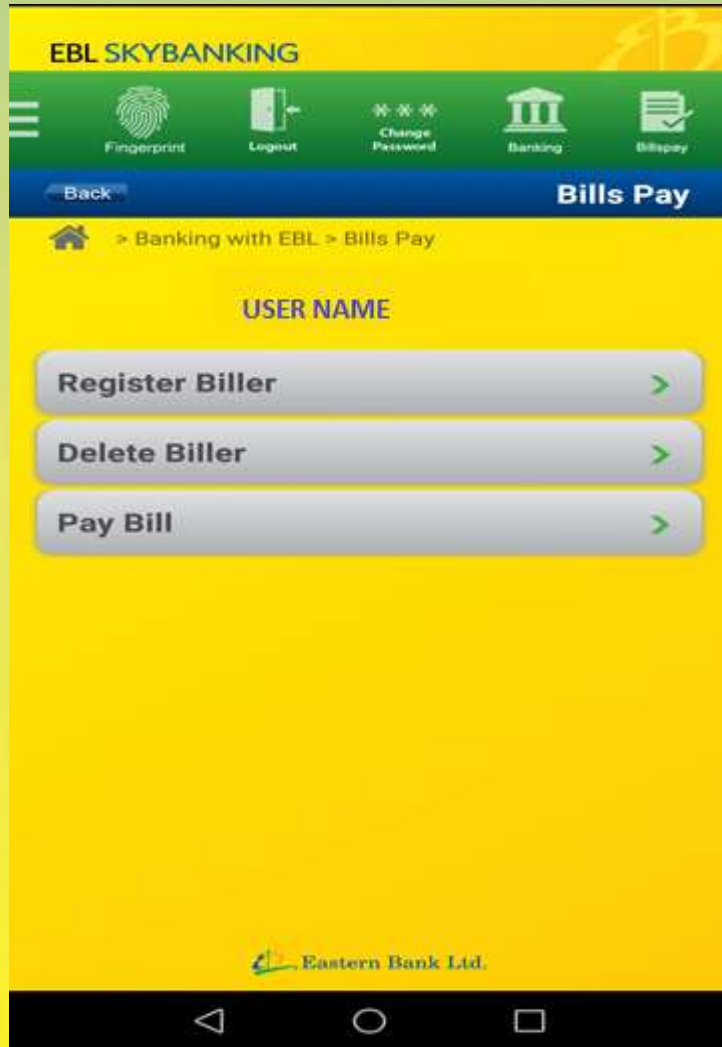 EBL SKYBANKING
Fingerprint
Logout
***
Change
Password
Banking
Billspay
Back
Bills Pay
> Banking with EBL > Bills Pay
USER NAME
Register Biller >
Delete Biller >
Pay Bill >
Eastern Bank Ltd.